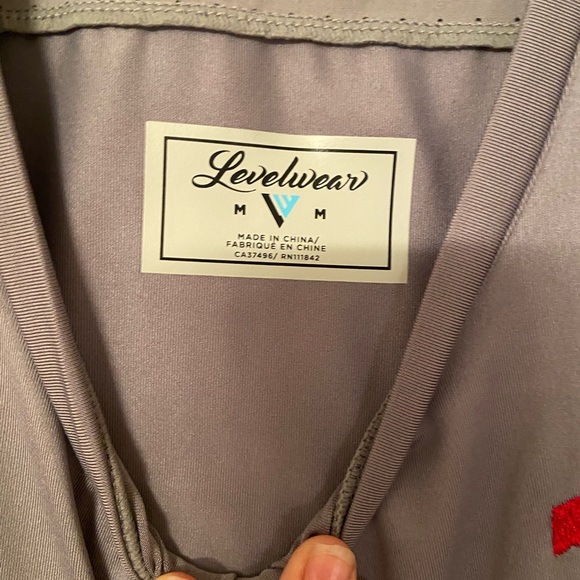 Levelwear
M M
MADE IN CHINA/
FABRIQUÉ EN CHINE
CA37496/ RN111842